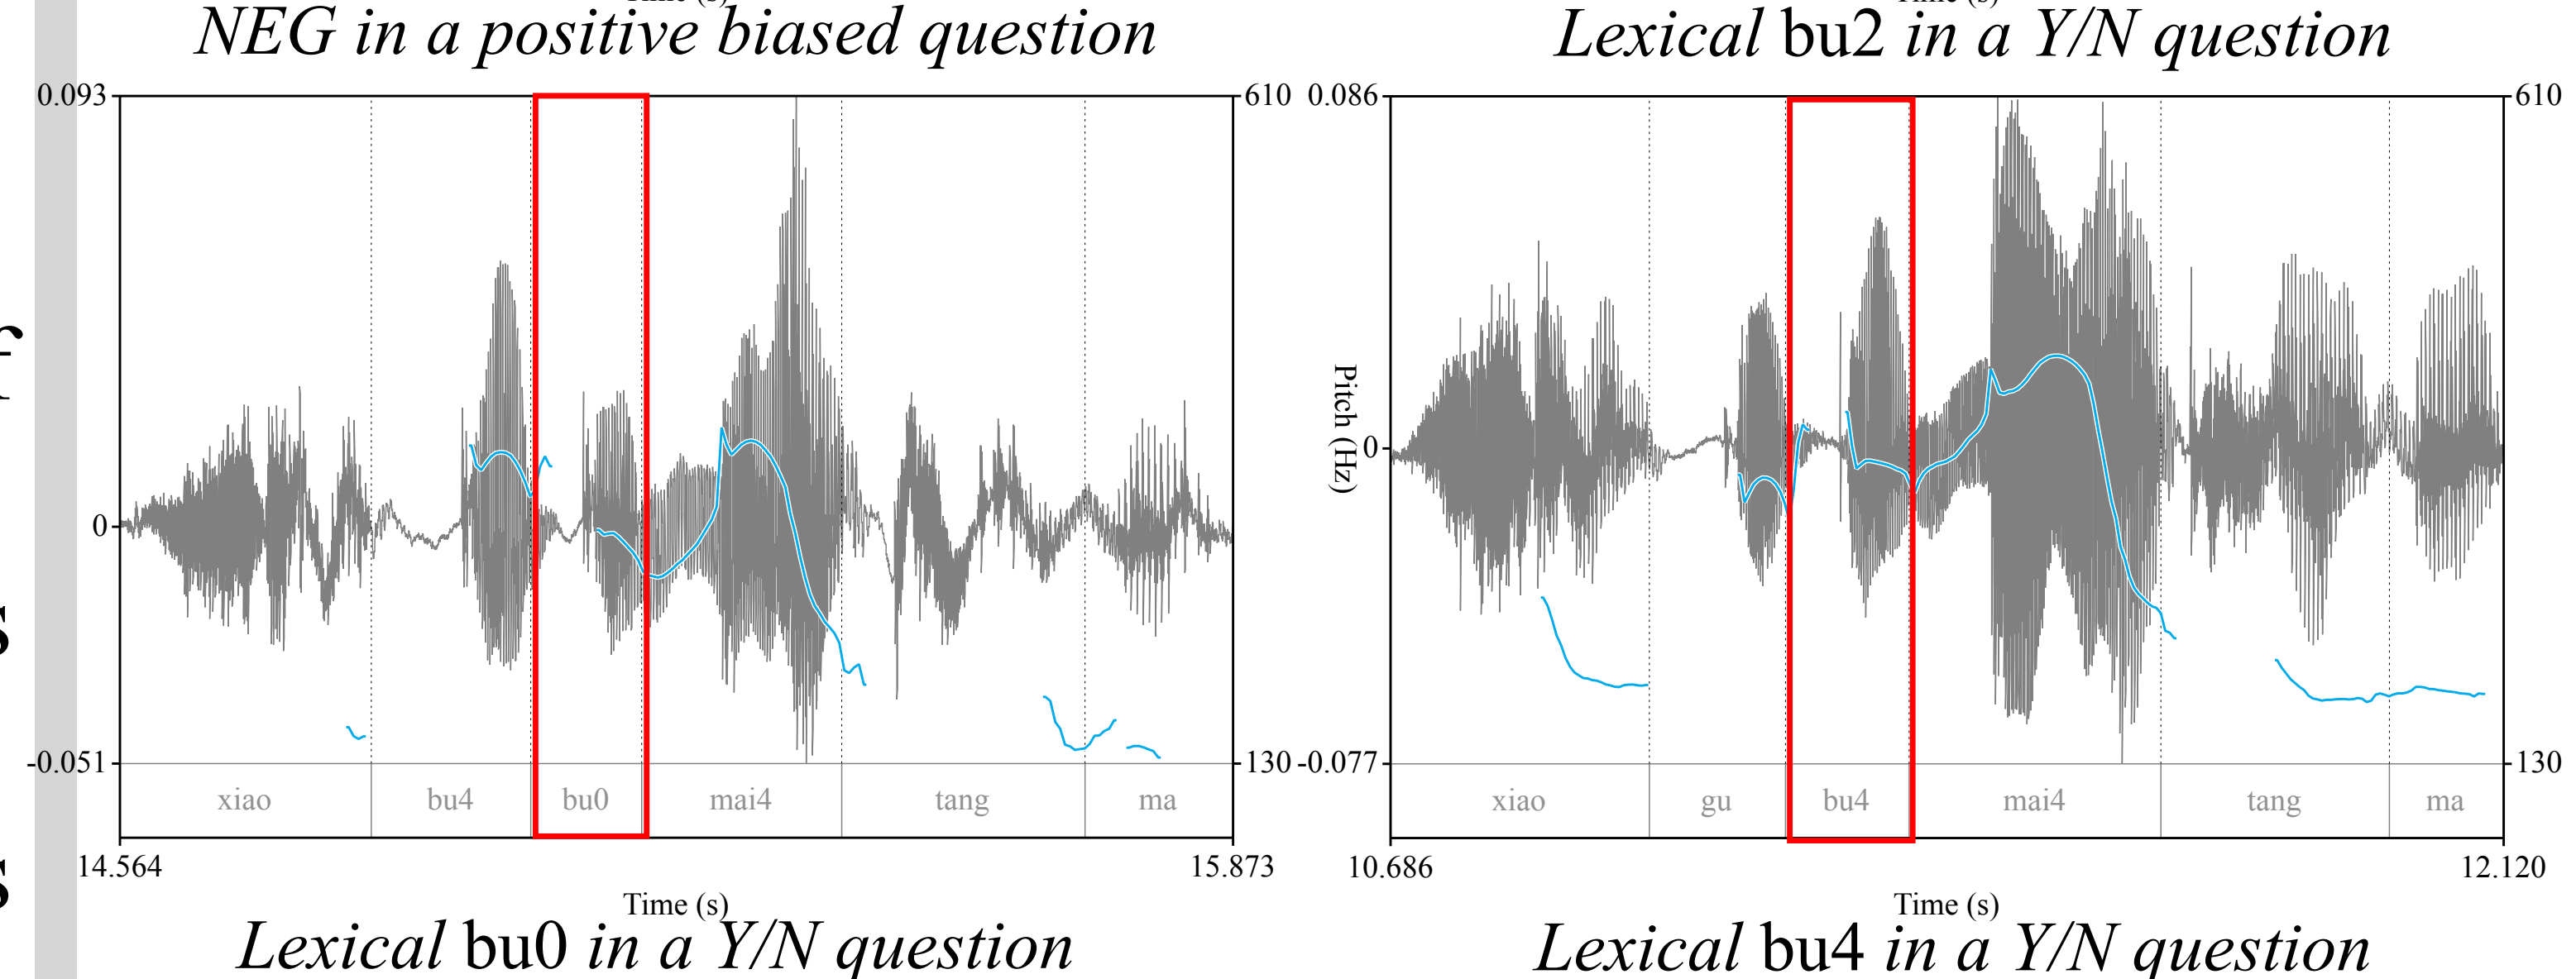 NEG in a positive biased question
0.093
610
0
-0.051
130
xiao bu4 bu0 mai4 tang ma
14.564
15.873
Time (s)
Lexical bu0 in a Y/N question
Lexical bu2 in a Y/N question
0.086
610
Pitch (Hz)
0
-0.077
130
xiao gu bu4 mai4 tang ma
10.686
12.120
Time (s)
Lexical bu4 in a Y/N question